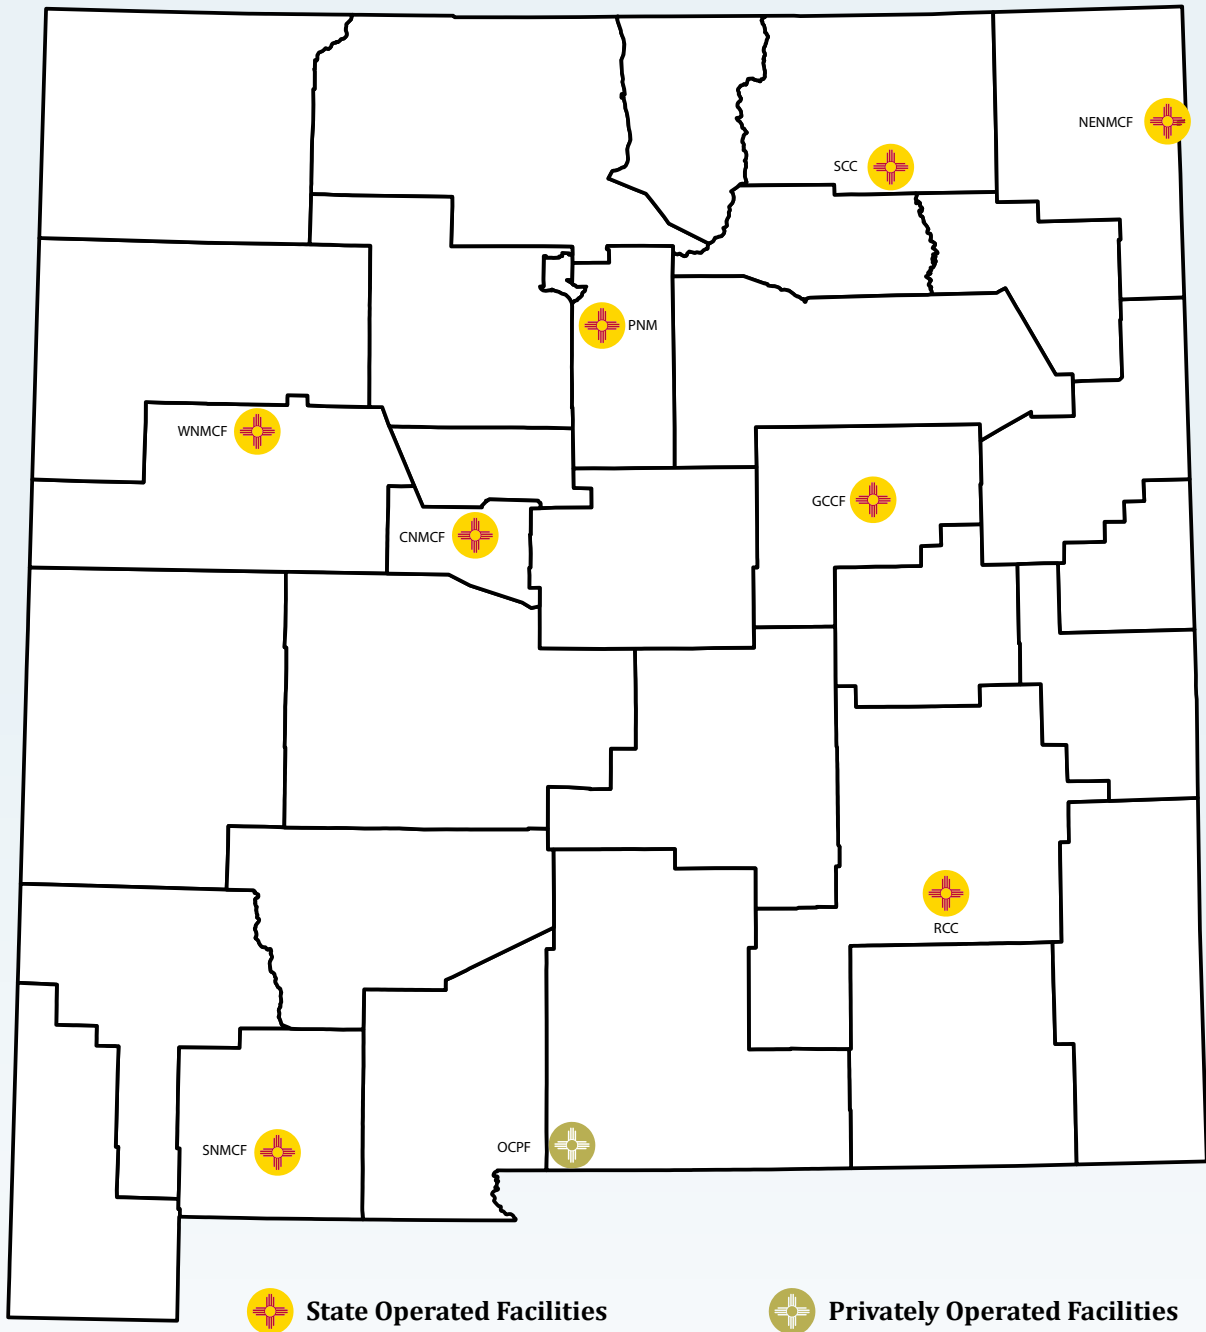 NENMCF
SCC
PNM
WNMCF
GCCF
CNMCF
RCC
OCPF
SNMCF
State Operated Facilities
Privately Operated Facilities